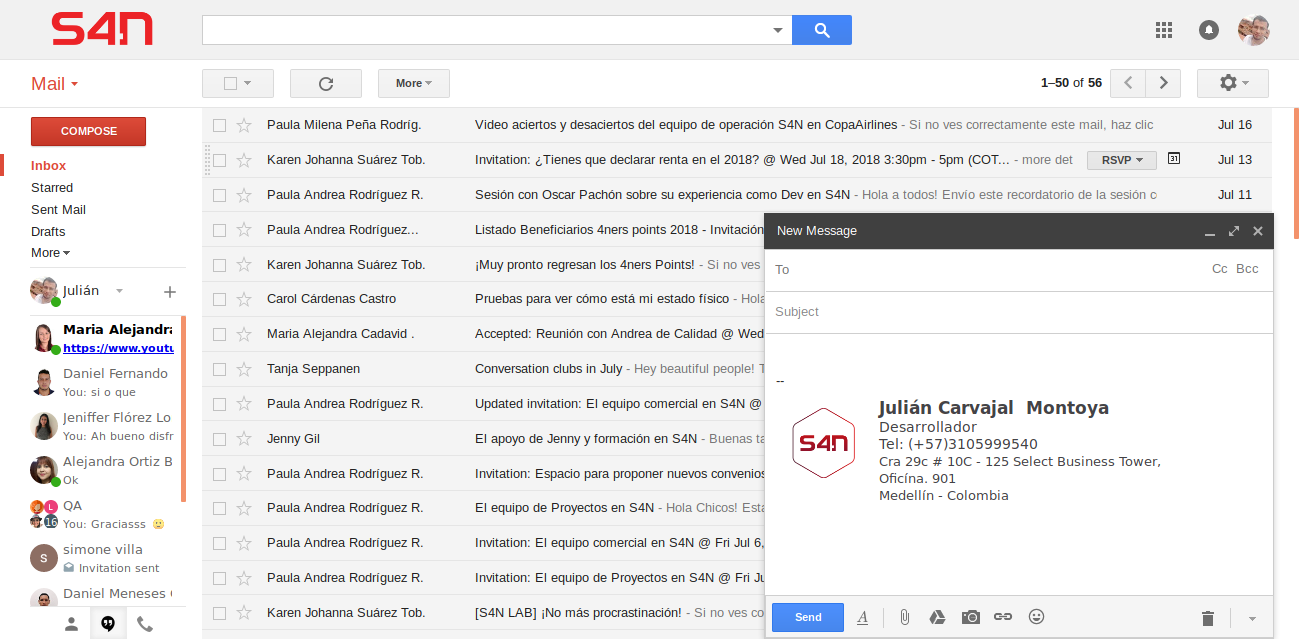 S4N
Mail
More
1–50 of 56
COMPOSE
Inbox
Starred
Sent Mail
Drafts
More
Julián
Maria Alejandra
https://www.youtu
Daniel Fernando
You: si o que
Jeniffer Flórez Lo
You: Ah bueno disfr
Alejandra Ortiz B
Ok
L
16
QA
You: Graciasss
S
simone villa
Invitation sent
Daniel Meneses
Paula Milena Peña Rodríg. Video aciertos y desaciertos del equipo de operación S4N en CopaAirlines - Si no ves correctamente este mail, haz clic Jul 16
Karen Johanna Suárez Tob. Invitation: ¿Tienes que declarar renta en el 2018? @ Wed Jul 18, 2018 3:30pm - 5pm (COT... - more det RSVP 31 Jul 13
Paula Andrea Rodríguez R. Sesión con Oscar Pachón sobre su experiencia como Dev en S4N - Hola a todos! Envío este recordatorio de la sesión c Jul 11
Paula Andrea Rodríguez... Listado Beneficiarios 4ners points 2018 - Invitación
Karen Johanna Suárez Tob. ¡Muy pronto regresan los 4ners Points! - Si no ves
Carol Cárdenas Castro Pruebas para ver cómo está mi estado físico - Hola
Maria Alejandra Cadavid . Accepted: Reunión con Andrea de Calidad @ Wed
Tanja Seppanen Conversation clubs in July - Hey beautiful people! T
Paula Andrea Rodríguez R. Updated invitation: El equipo comercial en S4N @
Jenny Gil El apoyo de Jenny y formación en S4N - Buenas ta
Paula Andrea Rodríguez R. Invitation: Espacio para proponer nuevos convenios
Paula Andrea Rodríguez R. El equipo de Proyectos en S4N - Hola Chicos! Esta
Paula Andrea Rodríguez R. Invitation: El equipo comercial en S4N @ Fri Jul 6,
Paula Andrea Rodríguez R. Invitation: El equipo de Proyectos en S4N @ Fri Ju
Karen Johanna Suárez Tob. [S4N LAB] ¡No más procrastinación! - Si no ves co
New Message
To Cc Bcc
Subject
--
S4N
Julián Carvajal Montoya
Desarrollador
Tel: (+57)3105999540
Cra 29c # 10C - 125 Select Business Tower,
Oficína. 901
Medellín - Colombia
Send A